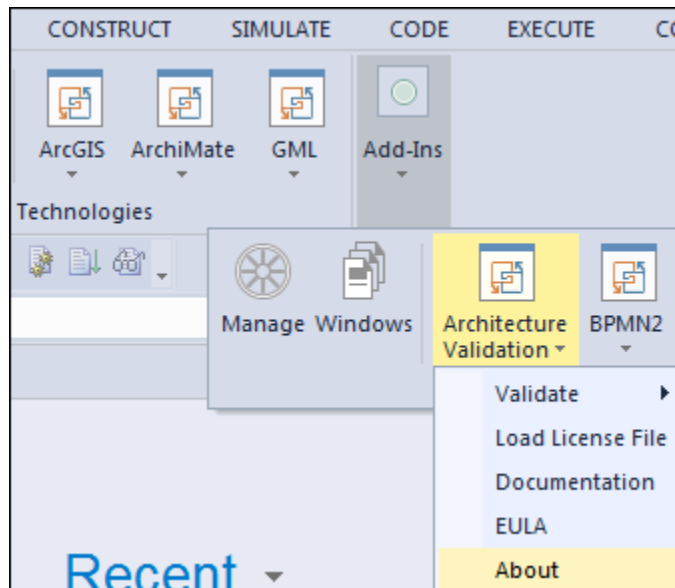 CONSTRUCT SIMULATE CODE EXECUTE
ArcGIS ArchiMate GML Add-Ins
Technologies
Manage Windows Architecture Validation BPMN2
Validate
Load License File
Documentation
EULA
About
Recent